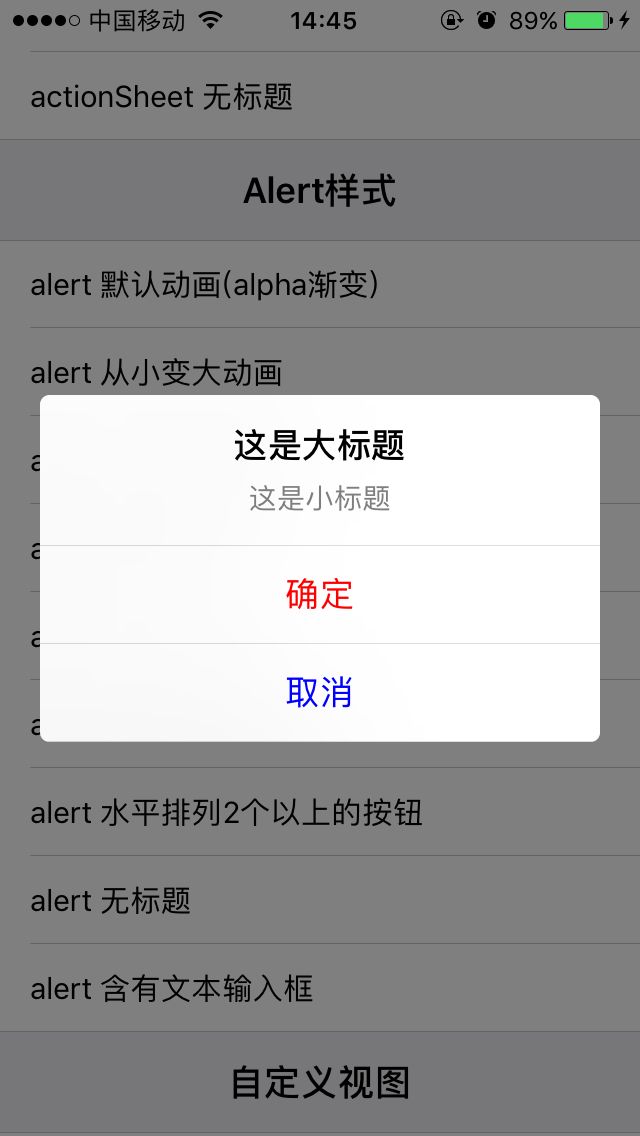 中国移动 14:45 89%
actionSheet 无标题
Alert样式
alert 默认动画(alpha渐变)
alert 从小变大动画
这是大标题
这是小标题
确定
取消
alert 水平排列2个以上的按钮
alert 无标题
alert 含有文本输入框
自定义视图